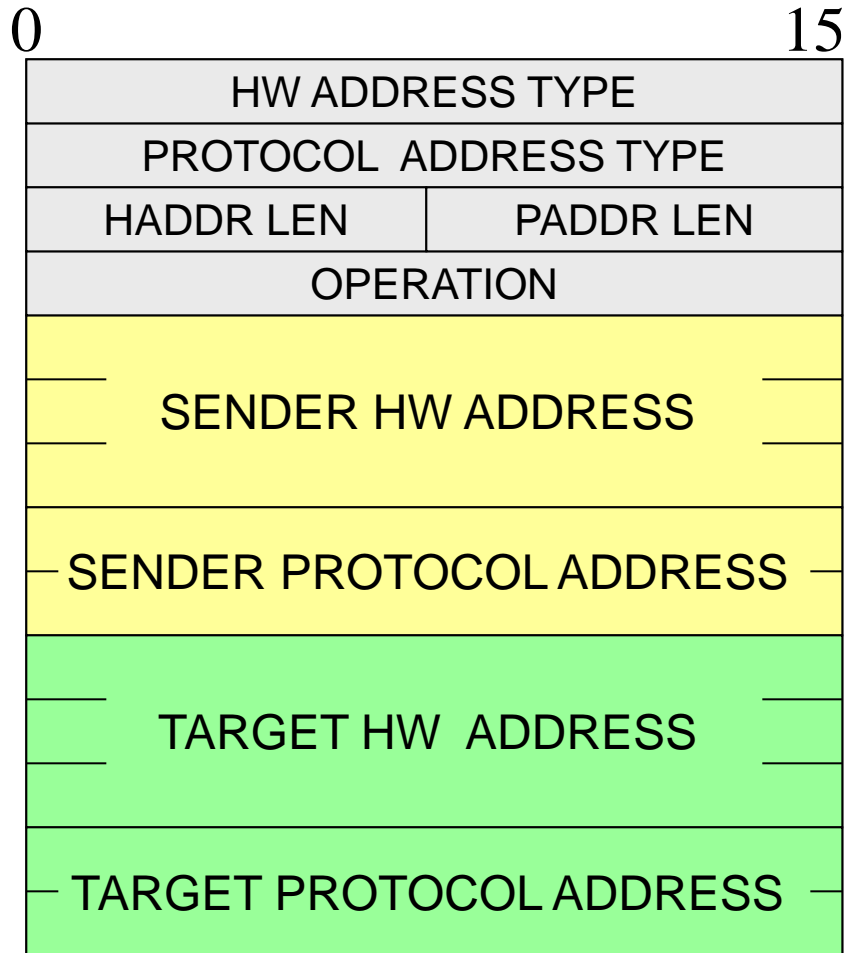 0 15
HW ADDRESS TYPE
PROTOCOL ADDRESS TYPE
HADDR LEN PADDR LEN
OPERATION
SENDER HW ADDRESS
SENDER PROTOCOL ADDRESS
TARGET HW ADDRESS
TARGET PROTOCOL ADDRESS